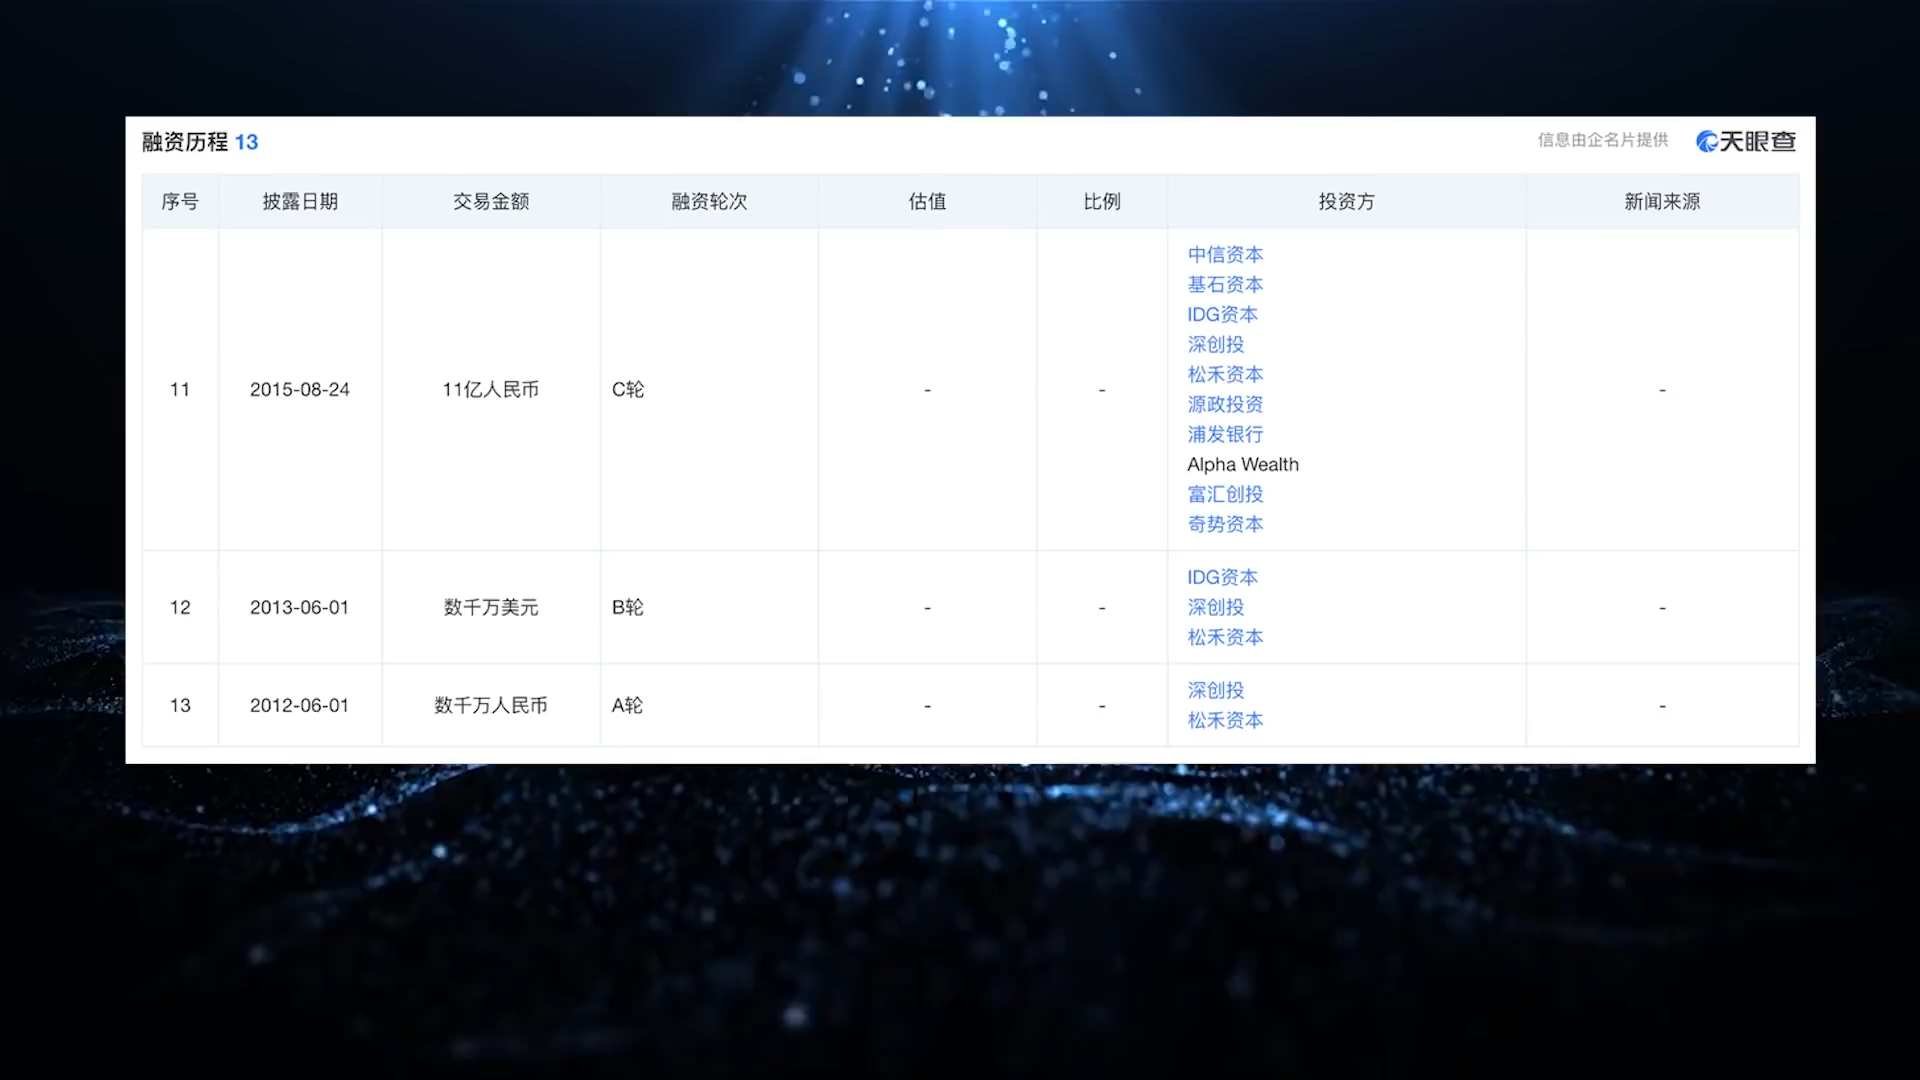 融资历程 13
信息由企名片提供 天眼查
序号 披露日期 交易金额 融资轮次 估值 比例 投资方 新闻来源
中信资本
基石资本
IDG资本
深创投
松禾资本
11 2015-08-24 11亿人民币 C轮 - - -
源政投资
浦发银行
Alpha Wealth
富汇创投
奇势资本
IDG资本
12 2013-06-01 数千万美元 B轮 - - 深创投 -
松禾资本
深创投
13 2012-06-01 数千万人民币 A轮 - - -
松禾资本